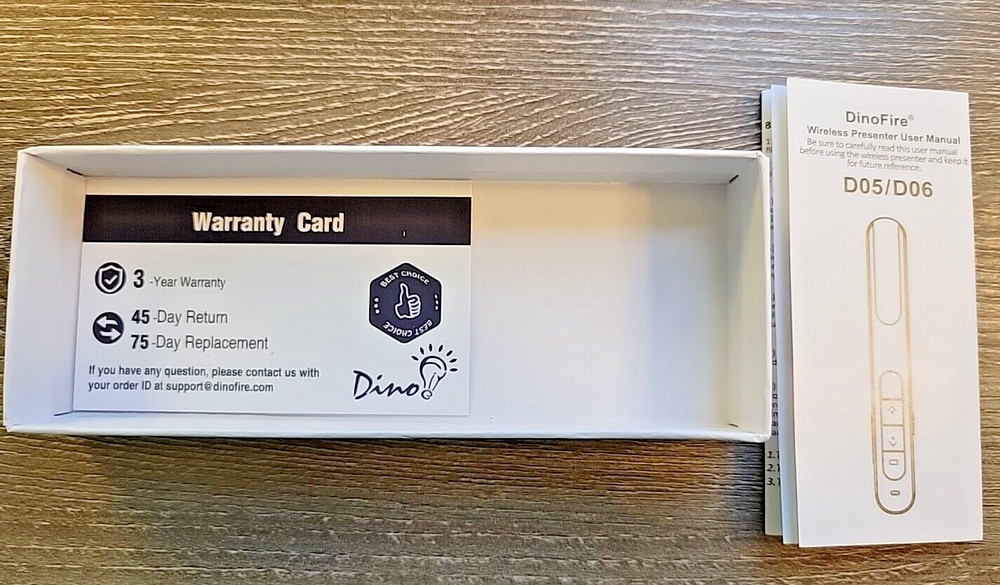 Warranty Card
3 -Year Warranty
45 -Day Return
75 -Day Replacement
If you have any question, please contact us with
your order ID at support@dinofire.com
BEST CHOICE
BEST CHOICE
Dino
DinoFire®
Wireless Presenter User Manual
Be sure to carefully read this user manual
before using the wireless presenter and keep it
for future reference.
D05/D06
1.
2.
3.